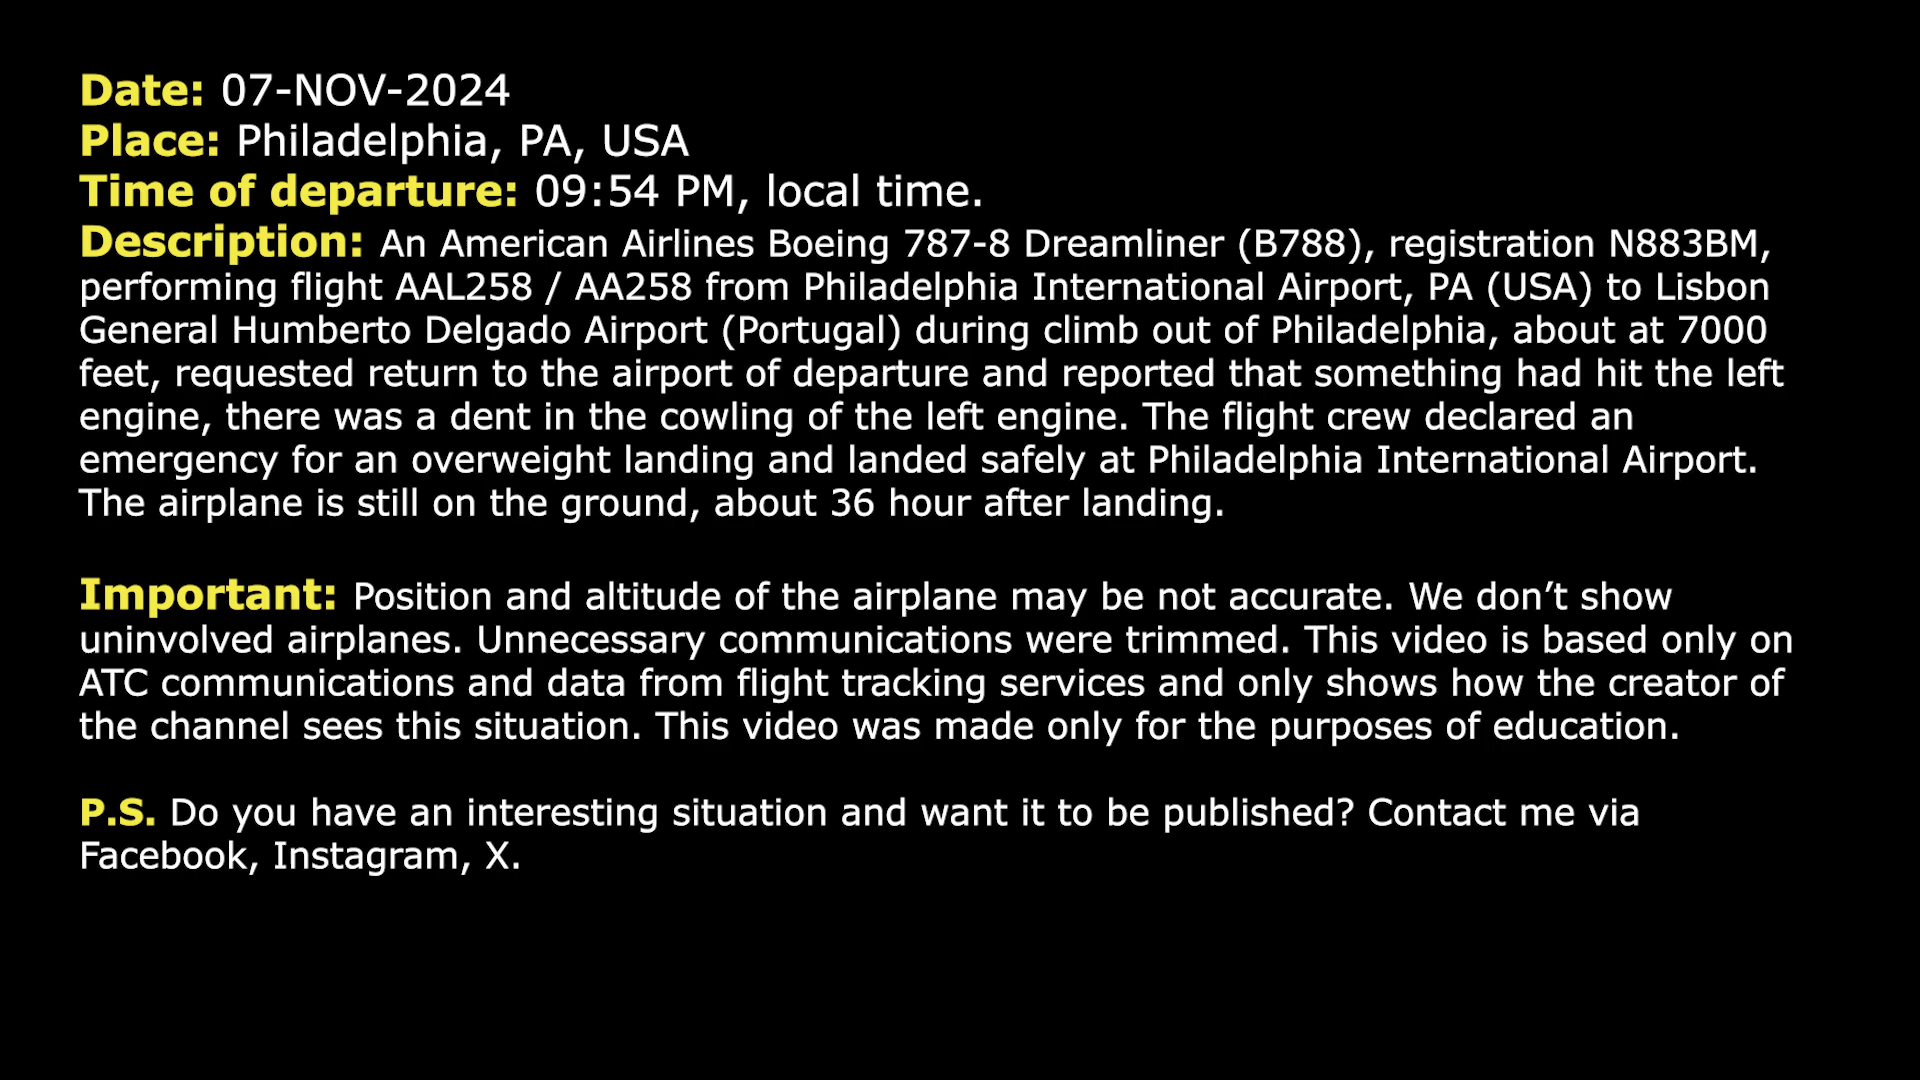 Date: 07-NOV-2024
Place: Philadelphia, PA, USA
Time of departure: 09:54 PM, local time.
Description: An American Airlines Boeing 787-8 Dreamliner (B788), registration N883BM,
performing flight AAL258 / AA258 from Philadelphia International Airport, PA (USA) to Lisbon
General Humberto Delgado Airport (Portugal) during climb out of Philadelphia, about at 7000
feet, requested return to the airport of departure and reported that something had hit the left
engine, there was a dent in the cowling of the left engine. The flight crew declared an
emergency for an overweight landing and landed safely at Philadelphia International Airport.
The airplane is still on the ground, about 36 hour after landing.
Important: Position and altitude of the airplane may be not accurate. We don’t show
uninvolved airplanes. Unnecessary communications were trimmed. This video is based only on
ATC communications and data from flight tracking services and only shows how the creator of
the channel sees this situation. This video was made only for the purposes of education.
P.S. Do you have an interesting situation and want it to be published? Contact me via
Facebook, Instagram, X.